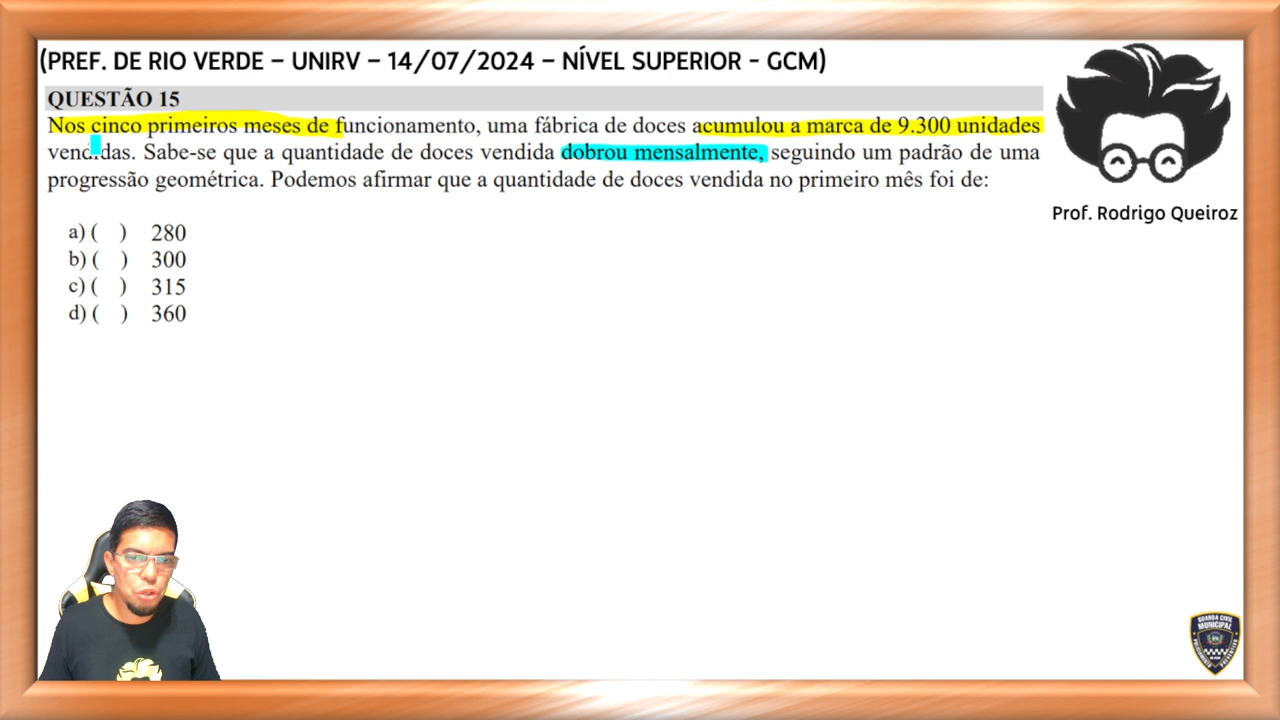 (PREF. DE RIO VERDE – UNIRV – 14/07/2024 – NÍVEL SUPERIOR - GCM)
QUESTÃO 15
Nos cinco primeiros meses de funcionamento, uma fábrica de doces acumulou a marca de 9.300 unidades
vendidas. Sabe-se que a quantidade de doces vendida dobrou mensalmente, seguindo um padrão de uma
progressão geométrica. Podemos afirmar que a quantidade de doces vendida no primeiro mês foi de:
a) ( ) 280
b) ( ) 300
c) ( ) 315
d) ( ) 360
Prof. Rodrigo Queiroz
GUARDA CIVIL
MUNICIPAL